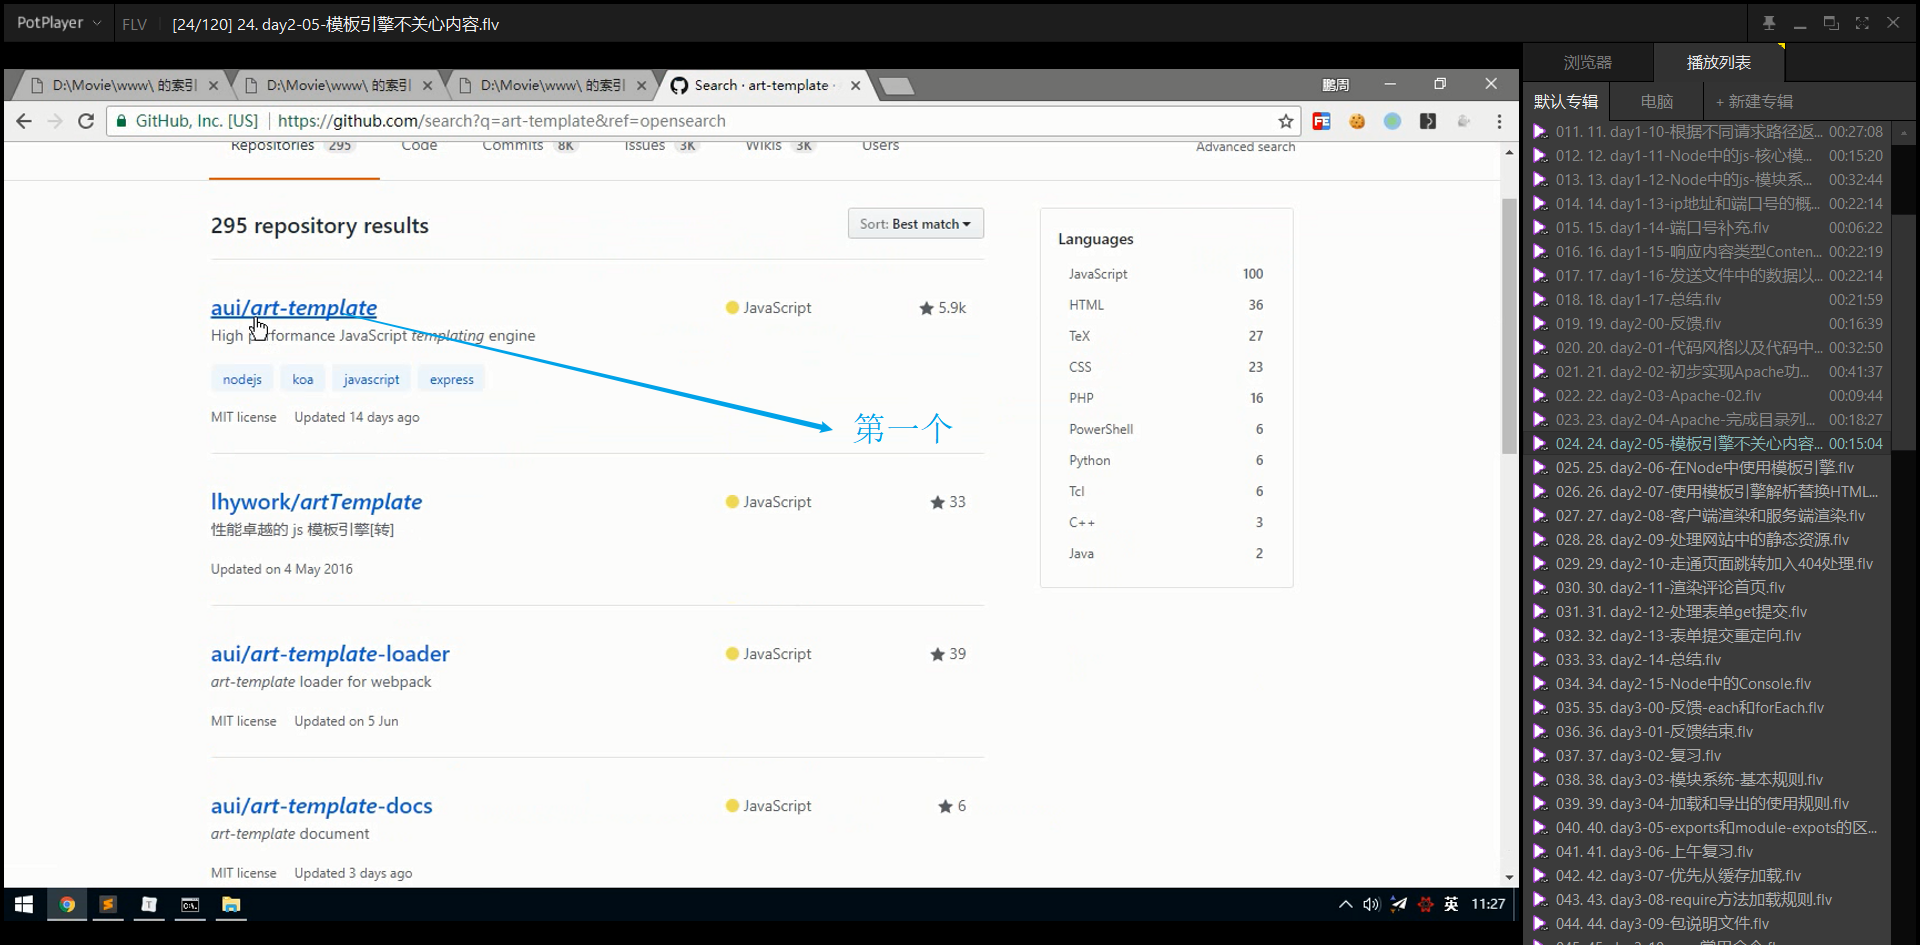 PotPlayer
FLV
[24/120] 24. day2-05-模板引擎不关心内容.flv
浏览器
播放列表
默认专辑
电脑
+ 新建专辑
D:\Movie\www\ 的索引
D:\Movie\www\ 的索引
D:\Movie\www\ 的索引
Search · art-template ·
鹏周
GitHub, Inc. [US]
https://github.com/search?q=art-template&ref=opensearch
Repositories 295
Code
Commits 8K
Issues 3K
Wikis 3K
Users
Advanced search
295 repository results
Sort: Best match
aui/art-template
JavaScript
5.9k
High performance JavaScript templating engine
nodejs
koa
javascript
express
MIT license
Updated 14 days ago
第一个
lhywork/artTemplate
JavaScript
33
性能卓越的 js 模板引擎[转]
Updated on 4 May 2016
aui/art-template-loader
JavaScript
39
art-template loader for webpack
MIT license
Updated on 5 Jun
aui/art-template-docs
JavaScript
6
art-template document
MIT license
Updated 3 days ago
Languages
JavaScript 100
HTML 36
TeX 27
CSS 23
PHP 16
PowerShell 6
Python 6
Tcl 6
C++ 3
Java 2
英
11:27
011. 11. day1-10-根据不同请求路径返... 00:27:08
012. 12. day1-11-Node中的js-核心模... 00:15:20
013. 13. day1-12-Node中的js-模块系... 00:32:44
014. 14. day1-13-ip地址和端口号的概... 00:22:14
015. 15. day1-14-端口号补充.flv 00:06:22
016. 16. day1-15-响应内容类型Conten... 00:22:19
017. 17. day1-16-发送文件中的数据以... 00:22:14
018. 18. day1-17-总结.flv 00:21:59
019. 19. day2-00-反馈.flv 00:16:39
020. 20. day2-01-代码风格以及代码中... 00:32:50
021. 21. day2-02-初步实现Apache功... 00:41:37
022. 22. day2-03-Apache-02.flv 00:09:44
023. 23. day2-04-Apache-完成目录列... 00:18:27
024. 24. day2-05-模板引擎不关心内容... 00:15:04
025. 25. day2-06-在Node中使用模板引擎.flv
026. 26. day2-07-使用模板引擎解析替换HTML...
027. 27. day2-08-客户端渲染和服务端渲染.flv
028. 28. day2-09-处理网站中的静态资源.flv
029. 29. day2-10-走通页面跳转加入404处理.flv
030. 30. day2-11-渲染评论首页.flv
031. 31. day2-12-处理表单get提交.flv
032. 32. day2-13-表单提交重定向.flv
033. 33. day2-14-总结.flv
034. 34. day2-15-Node中的Console.flv
035. 35. day3-00-反馈-each和forEach.flv
036. 36. day3-01-反馈结束.flv
037. 37. day3-02-复习.flv
038. 38. day3-03-模块系统-基本规则.flv
039. 39. day3-04-加载和导出的使用规则.flv
040. 40. day3-05-exports和module-expots的区...
041. 41. day3-06-上午复习.flv
042. 42. day3-07-优先从缓存加载.flv
043. 43. day3-08-require方法加载规则.flv
044. 44. day3-09-包说明文件.flv